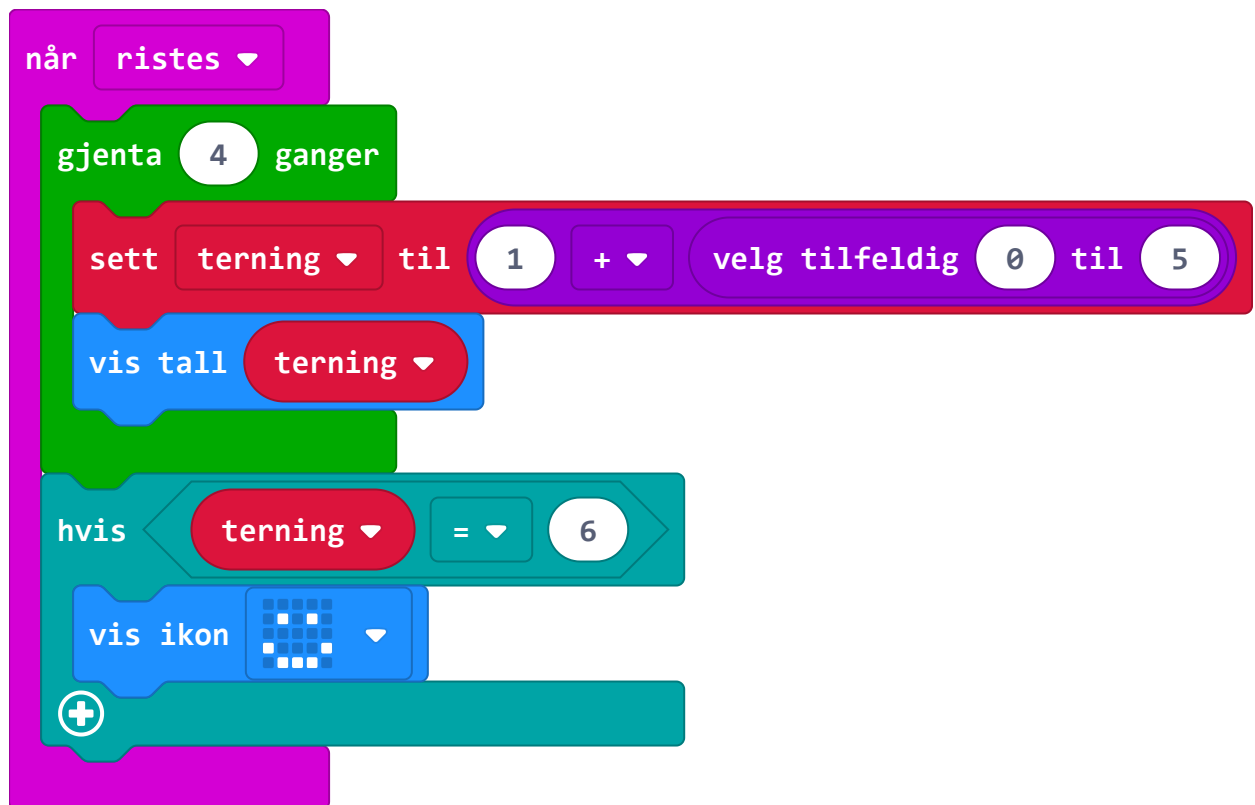 når ristes
gjenta 4 ganger
sett terning til 1 + velg tilfeldig 0 til 5
vis tall terning
hvis terning = 6
vis ikon